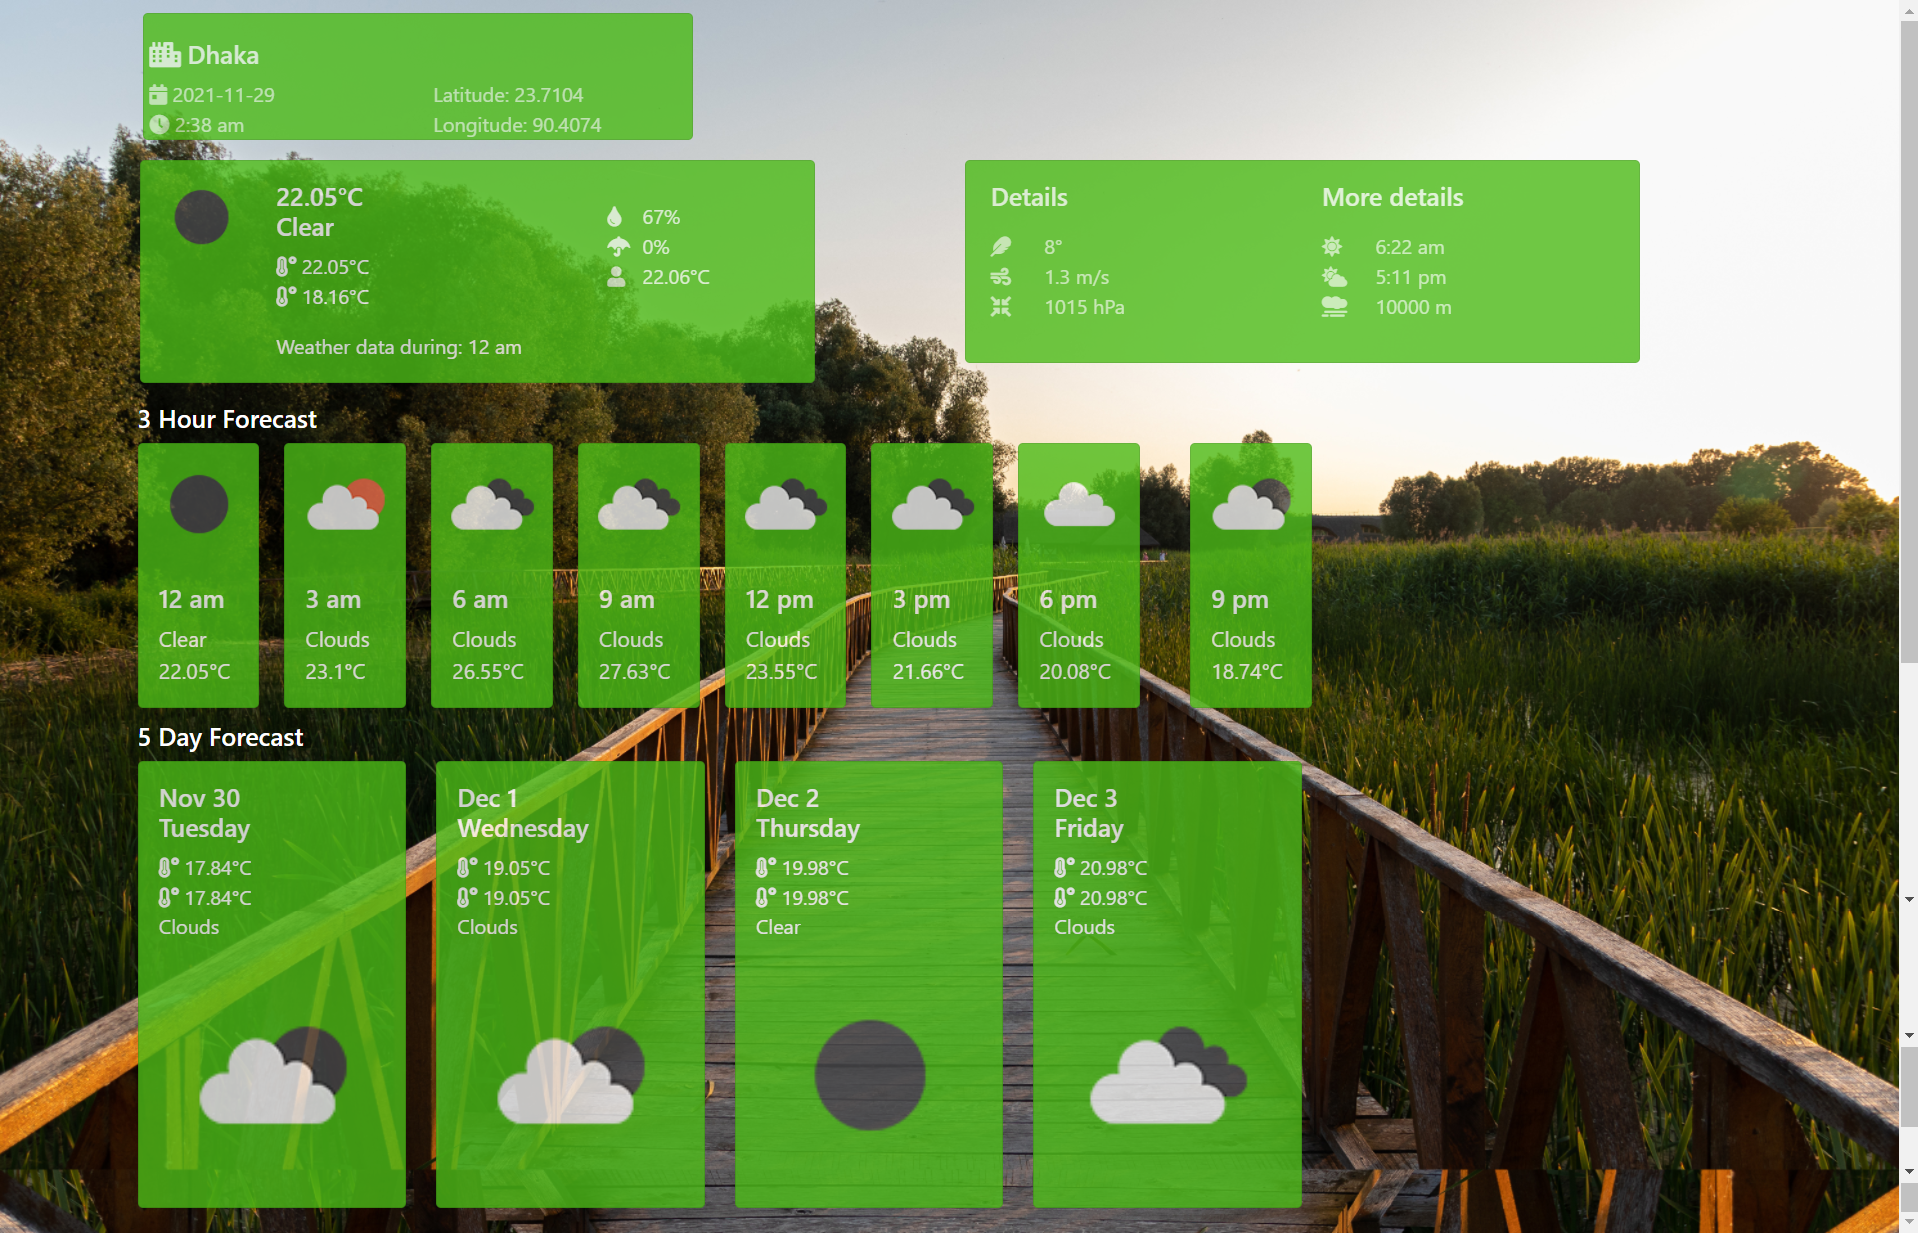 Dhaka
2021-11-29
2:38 am
Latitude: 23.7104
Longitude: 90.4074
22.05°C
Clear
22.05°C
18.16°C
67%
0%
22.06°C
Weather data during: 12 am
Details
8°
1.3 m/s
1015 hPa
More details
6:22 am
5:11 pm
10000 m
3 Hour Forecast
12 am
Clear
22.05°C
3 am
Clouds
23.1°C
6 am
Clouds
26.55°C
9 am
Clouds
27.63°C
12 pm
Clouds
23.55°C
3 pm
Clouds
21.66°C
6 pm
Clouds
20.08°C
9 pm
Clouds
18.74°C
5 Day Forecast
Nov 30
Tuesday
17.84°C
17.84°C
Clouds
Dec 1
Wednesday
19.05°C
19.05°C
Clouds
Dec 2
Thursday
19.98°C
19.98°C
Clear
Dec 3
Friday
20.98°C
20.98°C
Clouds